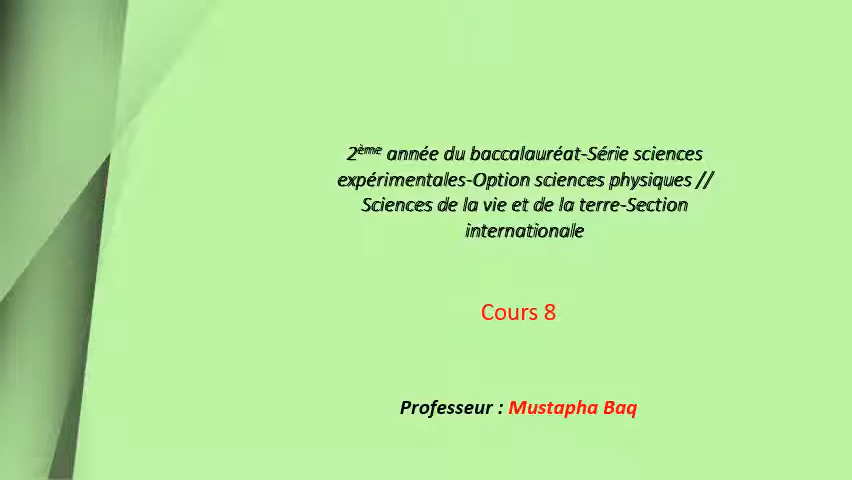 2ème année du baccalauréat-Série sciences
expérimentales-Option sciences physiques //
Sciences de la vie et de la terre-Section
internationale
Cours 8
Professeur : Mustapha Baq